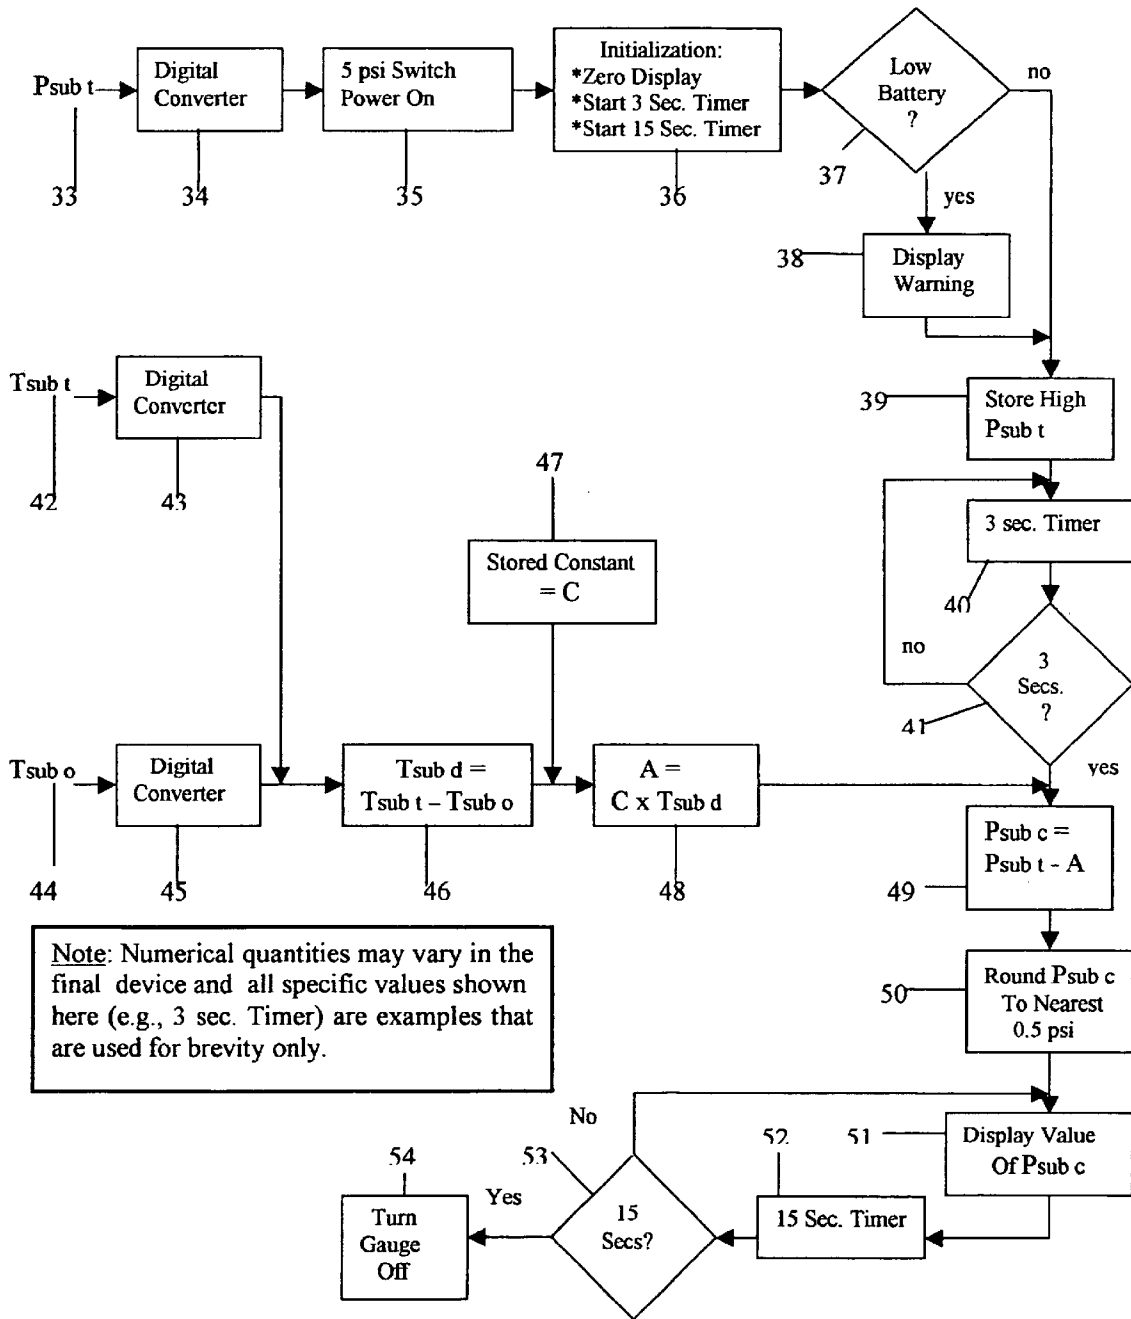 Psub t
Digital
Converter
5 psi Switch
Power On
Initialization:
*Zero Display
*Start 3 Sec. Timer
*Start 15 Sec. Timer
Low
Battery
?
no
33
34
35
36
37
yes
38
Display
Warning
Tsub t
Digital
Converter
39
Store High
Psub t
42
43
47
3 sec. Timer
Stored Constant
= C
40
no
3
Secs.
?
41
yes
Tsub o
Digital
Converter
Tsub d =
Tsub t – Tsub o
A =
C x Tsub d
Psub c =
Psub t - A
44
45
46
48
49
Note: Numerical quantities may vary in the
final device and all specific values shown
here (e.g., 3 sec. Timer) are examples that
are used for brevity only.
50
Round Psub c
To Nearest
0.5 psi
No
54
53
52
51
Display Value
Of Psub c
Yes
Turn
Gauge
Off
15
Secs?
15 Sec. Timer